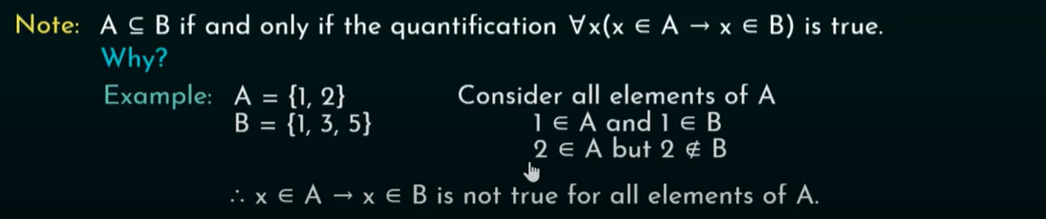 Note: A ⊆ B if and only if the quantification ∀x(x ∈ A → x ∈ B) is true.
Why?
Example: A = {1, 2}
B = {1, 3, 5}
Consider all elements of A
1 ∈ A and 1 ∈ B
2 ∈ A but 2 ∉ B
∴ x ∈ A → x ∈ B is not true for all elements of A.